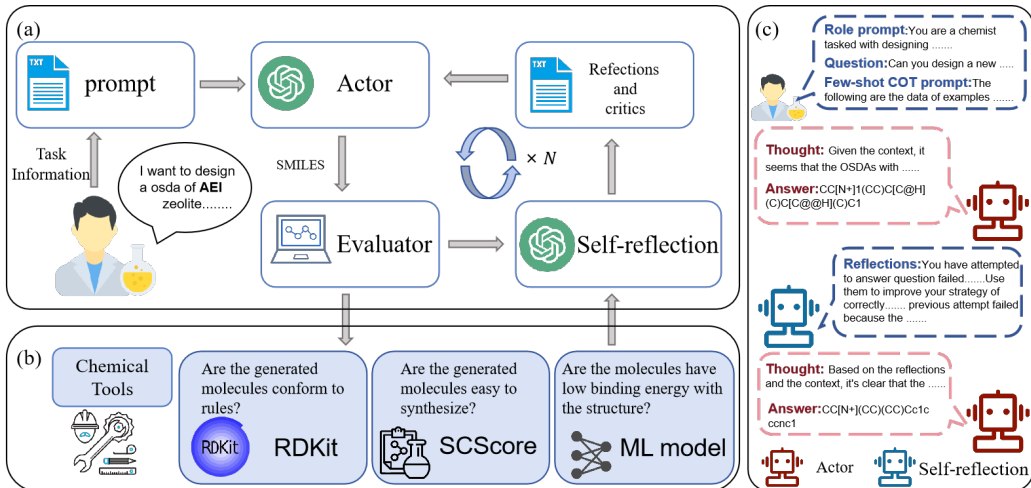 (a)
TXT
prompt
Actor
TXT
Refections
and
critics
Task
Information
I want to design
a osda of AEI
zeolite........
SMILES
× N
Evaluator
Self-reflection
(b)
Chemical
Tools
Are the generated
molecules conform to
rules?
RDKit
RDKit
Are the generated
molecules easy to
synthesize?
SCScore
Are the molecules have
low binding energy with
the structure?
ML model
(c)
Role prompt:You are a chemist
tasked with designing .......
Question:Can you design a new .....
Few-shot COT prompt:The
following are the data of examples .......
Thought: Given the context, it
seems that the OSDAs with ......
Answer:CC[N+]1(CC)C[C@H]
(C)C[C@@H](C)C1
Reflections:You have attempted
to answer question failed.......Use
them to improve your strategy of
correctly....... previous attempt failed
because the .......
Thought: Based on the reflections
and the context, it's clear that the ......
Answer:CC[N+](CC)(CC)Cc1c
ccnc1
Actor
Self-reflection